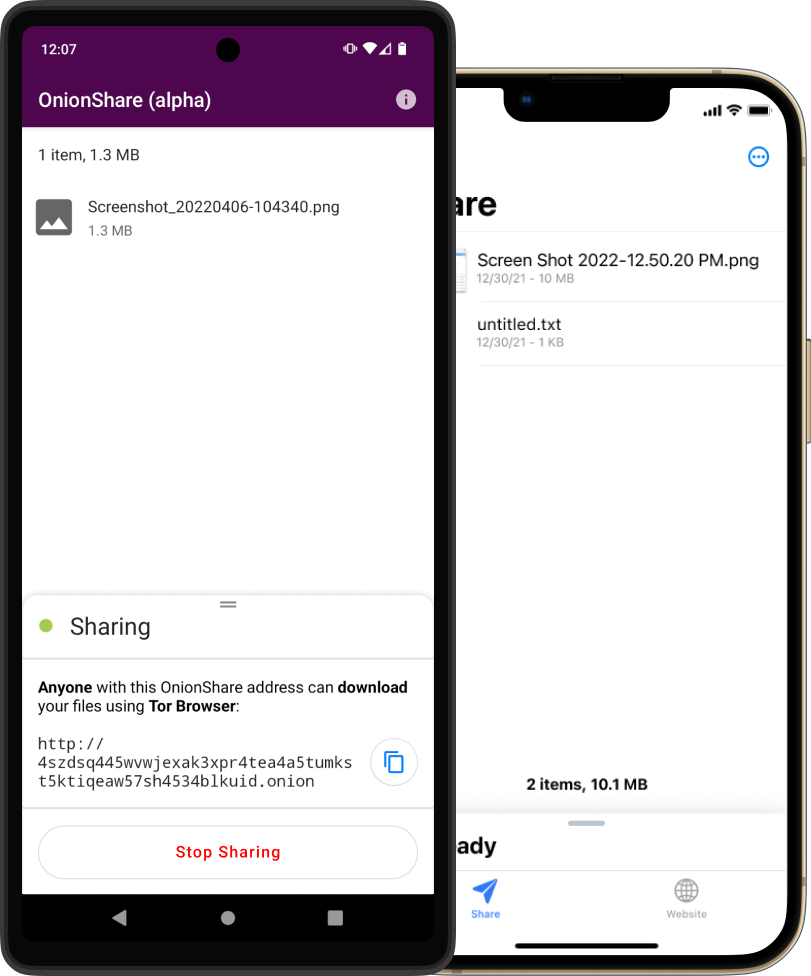 12:07
OnionShare (alpha)
1 item, 1.3 MB
Screenshot_20220406-104340.png
1.3 MB
Sharing
Anyone with this OnionShare address can download
your files using Tor Browser:
http://
4szdsq445wvwjexak3xpr4tea4a5tumks
t5ktiqeaw57sh4534blkuid.onion
Stop Sharing
are
Screen Shot 2022-12.50.20 PM.png
12/30/21 - 10 MB
untitled.txt
12/30/21 - 1 KB
2 items, 10.1 MB
ady
Share
Website